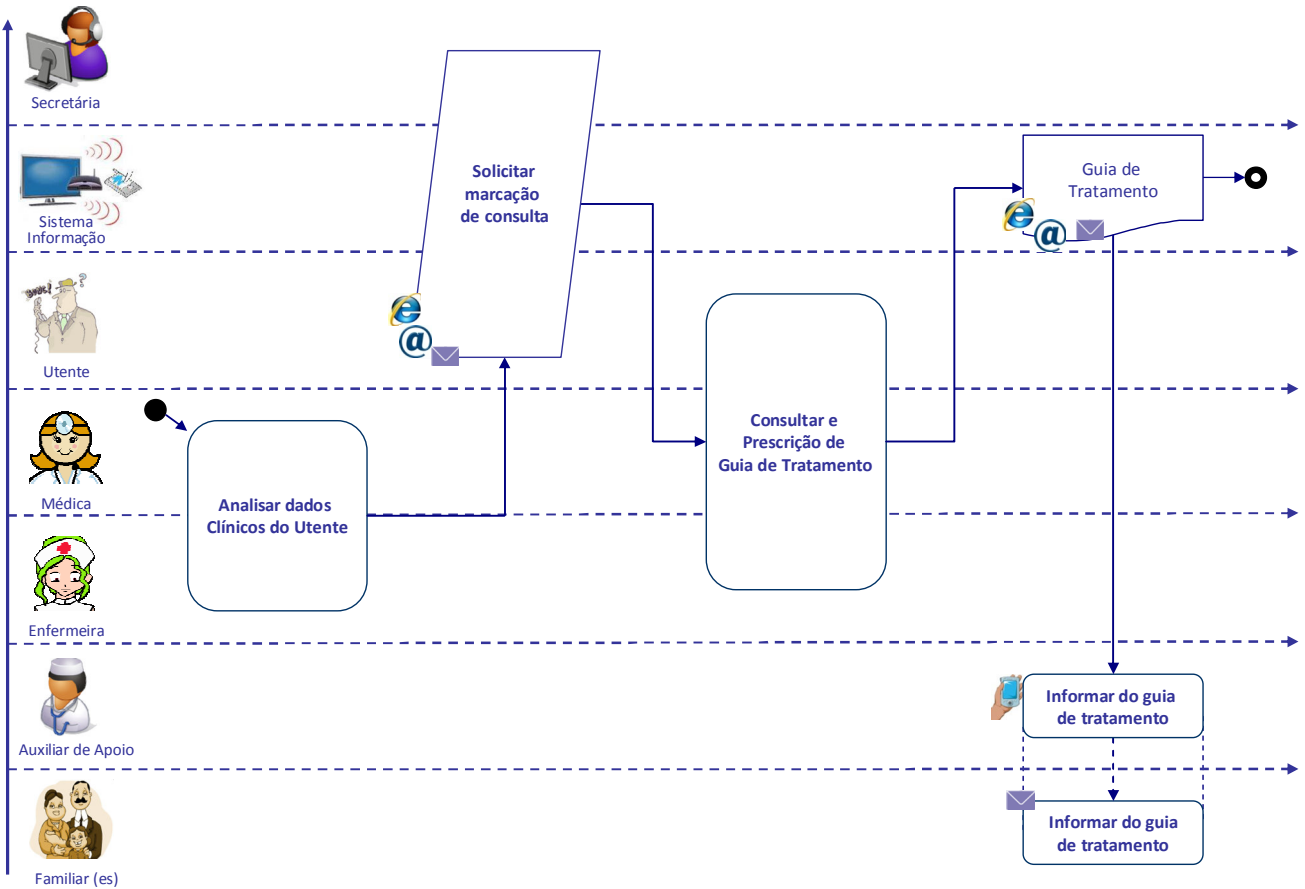 Secretária
Sistema
Informação
Utente
Médica
Enfermeira
Auxiliar de Apoio
Familiar (es)
Analisar dados
Clínicos do Utente
Solicitar
marcação
de consulta
Consultar e
Prescrição de
Guia de Tratamento
Guia de
Tratamento
Informar do guia
de tratamento
Informar do guia
de tratamento